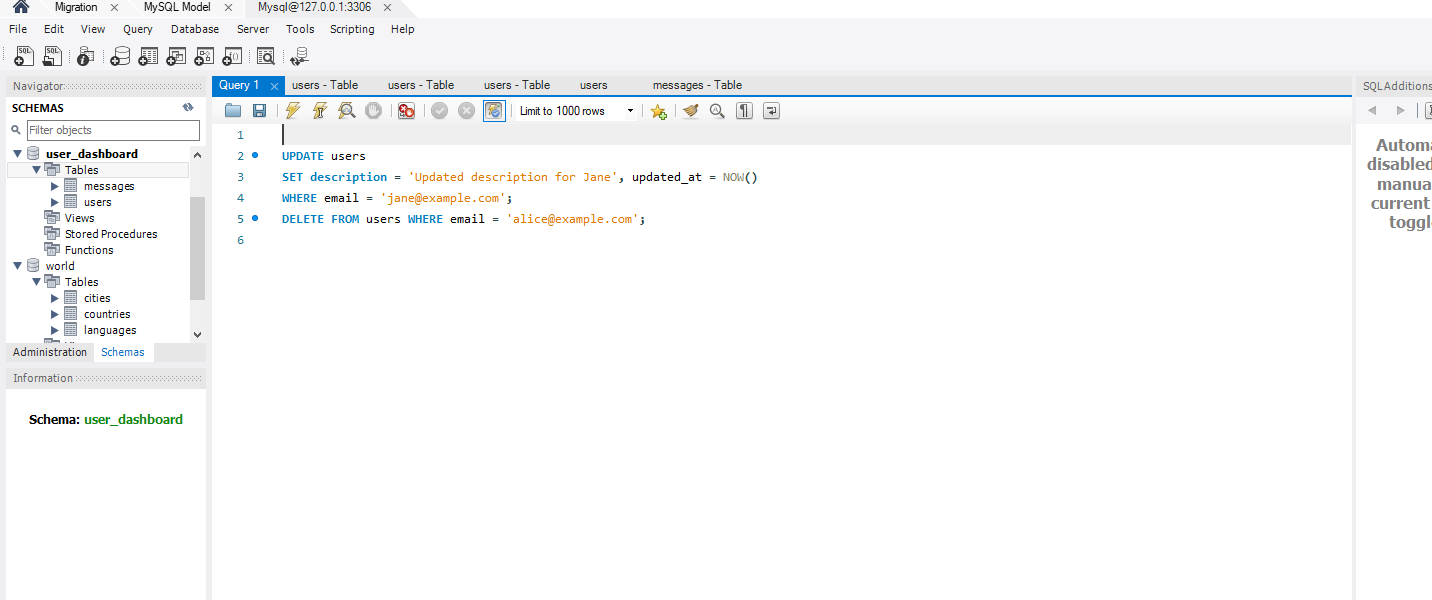 Migration MySQL Model Mysql@127.0.0.1:3306
File Edit View Query Database Server Tools Scripting Help
Navigator
SCHEMAS
Filter objects
user_dashboard
Tables
messages
users
Views
Stored Procedures
Functions
world
Tables
cities
countries
languages
Administration Schemas
Information
Schema: user_dashboard
Query 1 users - Table users - Table users - Table users messages - Table
Limit to 1000 rows
1
2 UPDATE users
3 SET description = 'Updated description for Jane', updated_at = NOW()
4 WHERE email = 'jane@example.com';
5 DELETE FROM users WHERE email = 'alice@example.com';
6
SQLAdditions
Automa
disabled
manua
current
toggle